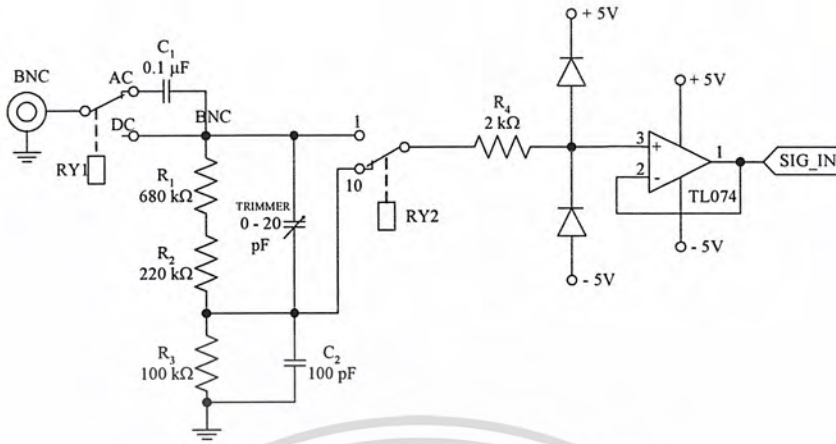 BNC
C1
0.1 μF
AC
DC
BNC
RY1
R1
680 kΩ
R2
220 kΩ
R3
100 kΩ
TRIMMER
0 - 20
pF
C2
100 pF
1
10
RY2
R4
2 kΩ
+ 5V
- 5V
+ 5V
3
+
2
-
1
TL074
- 5V
SIG_IN